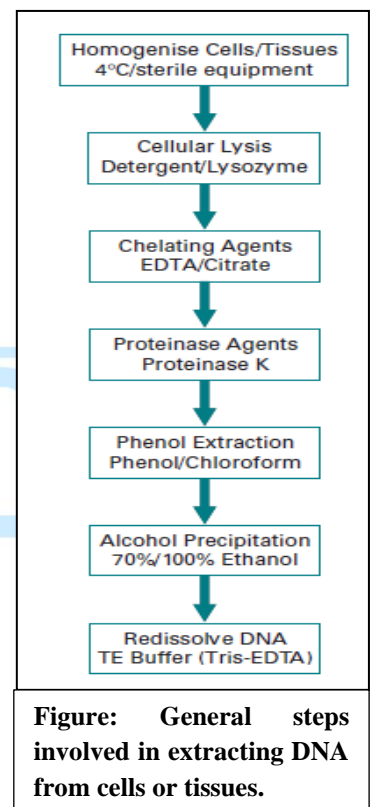 Homogenise Cells/Tissues
4°C/sterile equipment
Cellular Lysis
Detergent/Lysozyme
Chelating Agents
EDTA/Citrate
Proteinase Agents
Proteinase K
Phenol Extraction
Phenol/Chloroform
Alcohol Precipitation
70%/100% Ethanol
Redissolve DNA
TE Buffer (Tris-EDTA)
Figure: General steps
involved in extracting DNA
from cells or tissues.